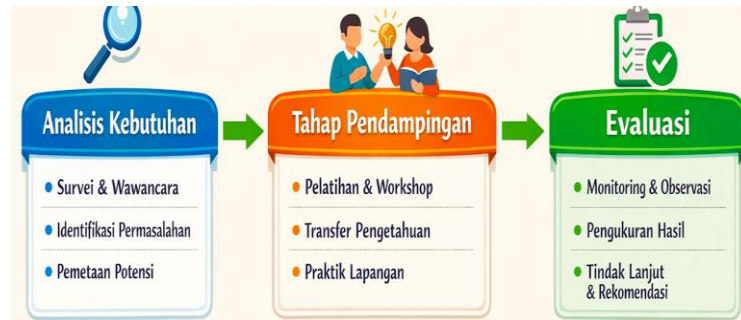 Analisis Kebutuhan
• Survei & Wawancara
• Identifikasi Permasalahan
• Pemetaan Potensi
Tahap Pendampingan
• Pelatihan & Workshop
• Transfer Pengetahuan
• Praktik Lapangan
Evaluasi
• Monitoring & Observasi
• Pengukuran Hasil
• Tindak Lanjut
& Rekomendasi